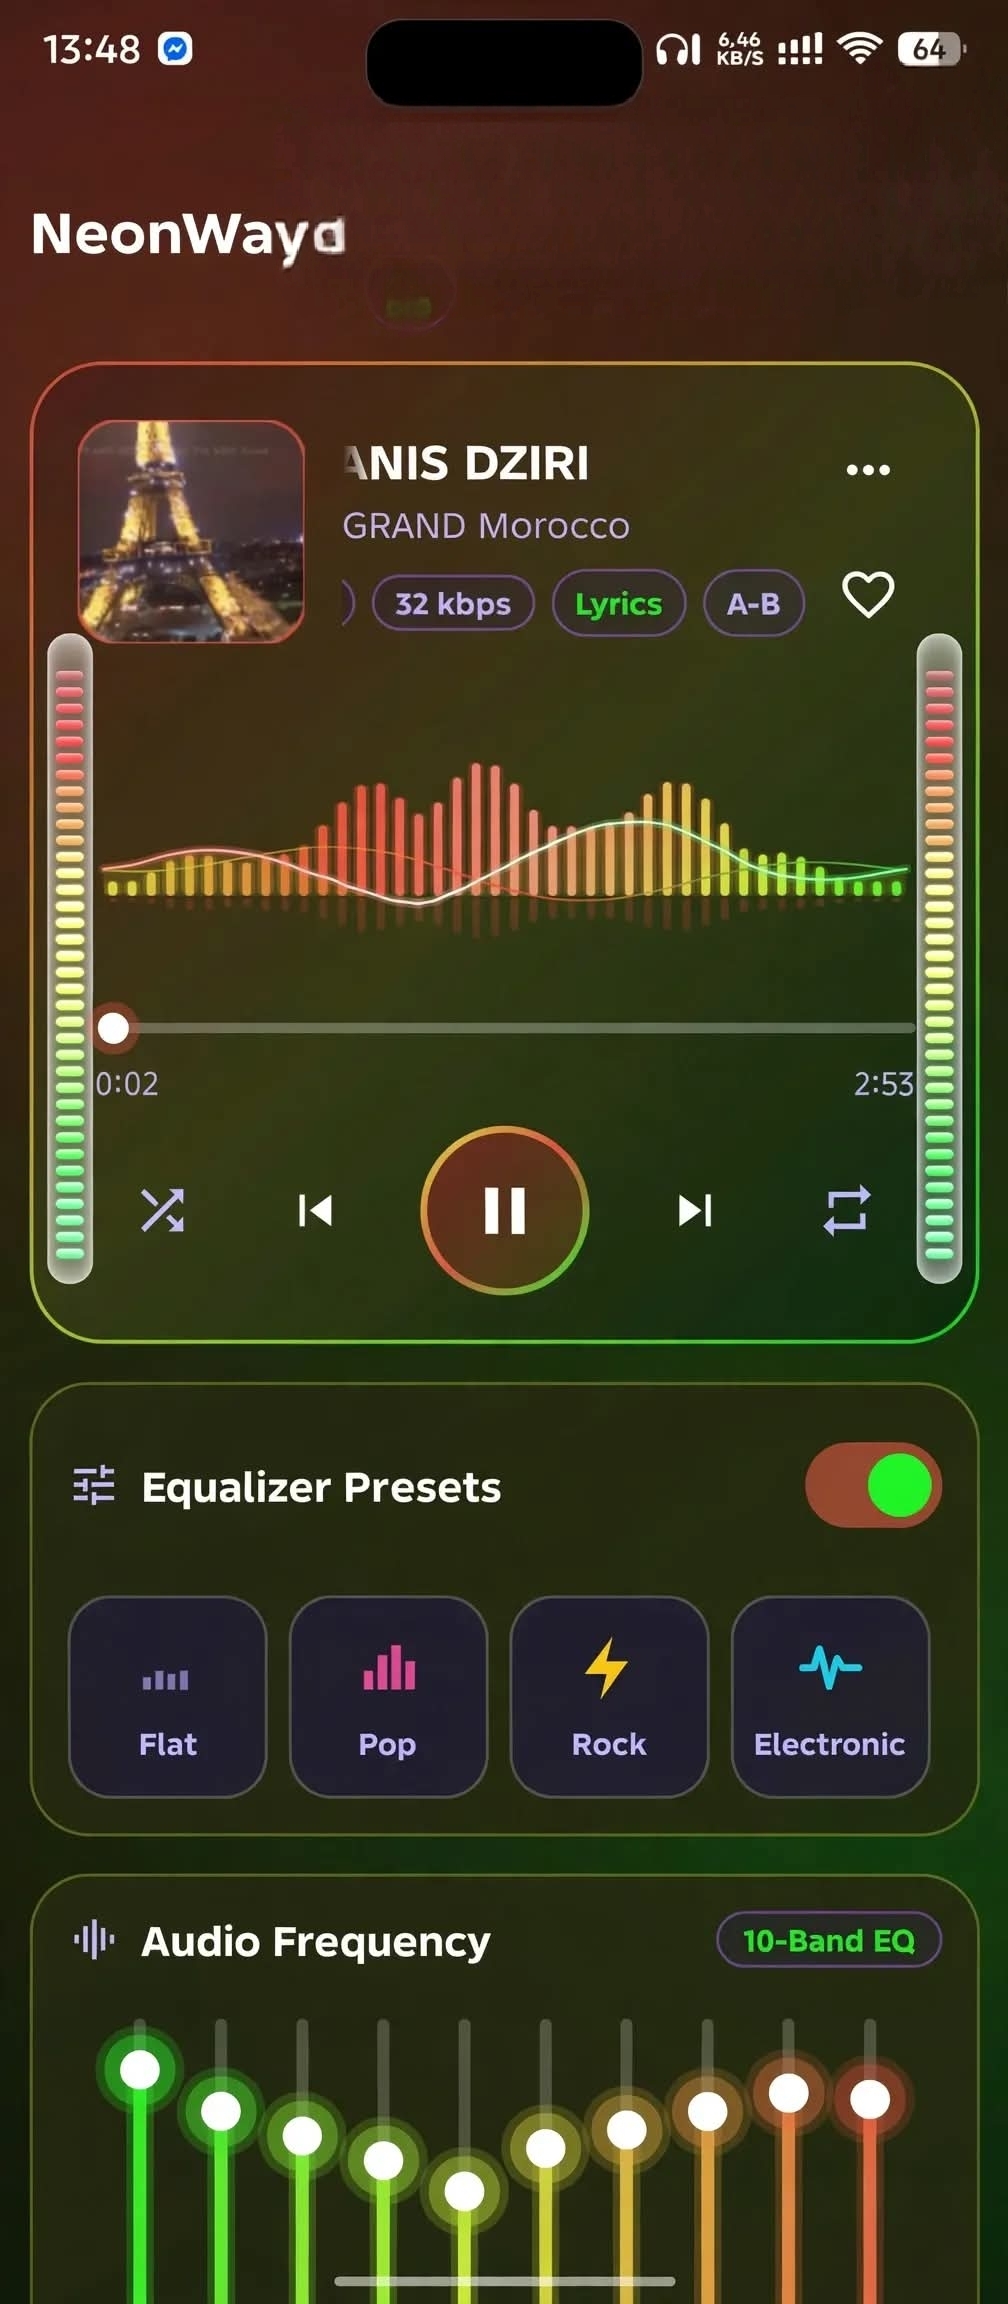 13:48
6,46
KB/S
64
NeonWaya
ANIS DZIRI
GRAND Morocco
32 kbps
Lyrics
A-B
0:02
2:53
Equalizer Presets
Flat
Pop
Rock
Electronic
Audio Frequency
10-Band EQ